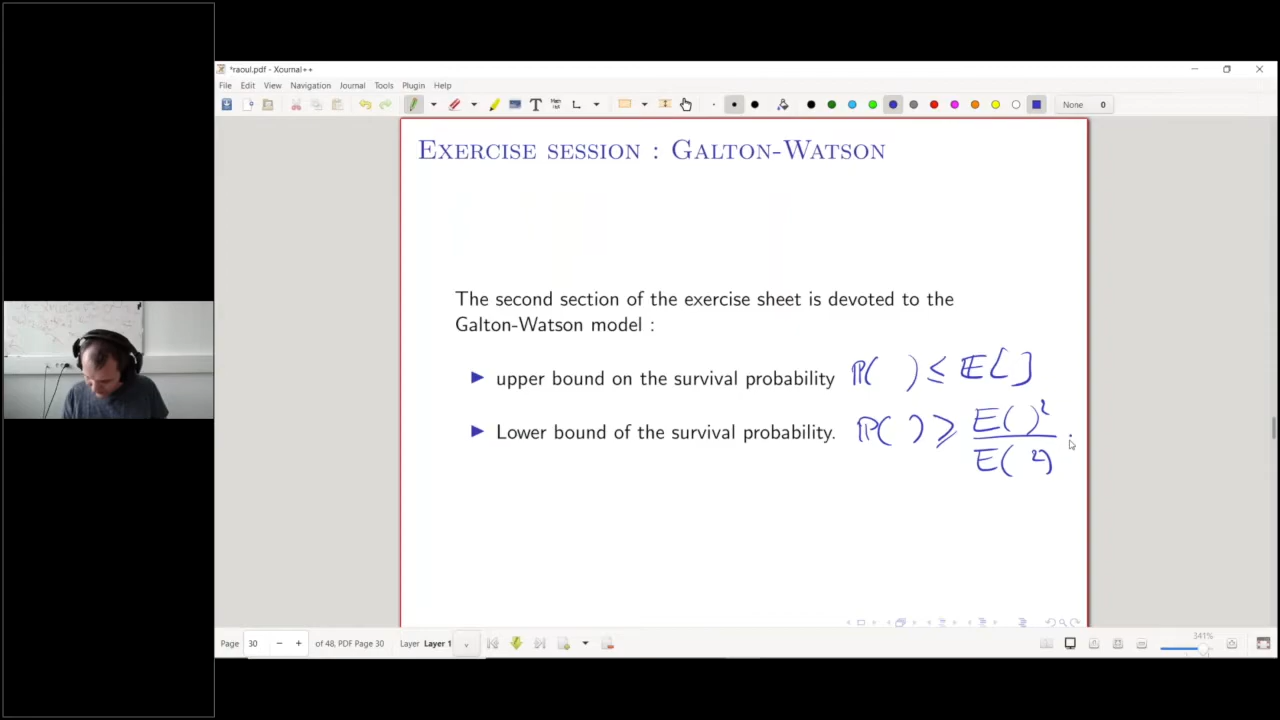 *raoul.pdf - Xournal++
File Edit View Navigation Journal Tools Plugin Help
None 0
EXERCISE SESSION : GALTON-WATSON
The second section of the exercise sheet is devoted to the
Galton-Watson model :
▶ upper bound on the survival probability ℙ( ) ≤ 𝔼[ ]
▶ Lower bound of the survival probability. ℙ( ) ≥ E( )² / E( ²)
341%
Page 30 of 48, PDF Page 30 Layer Layer 1